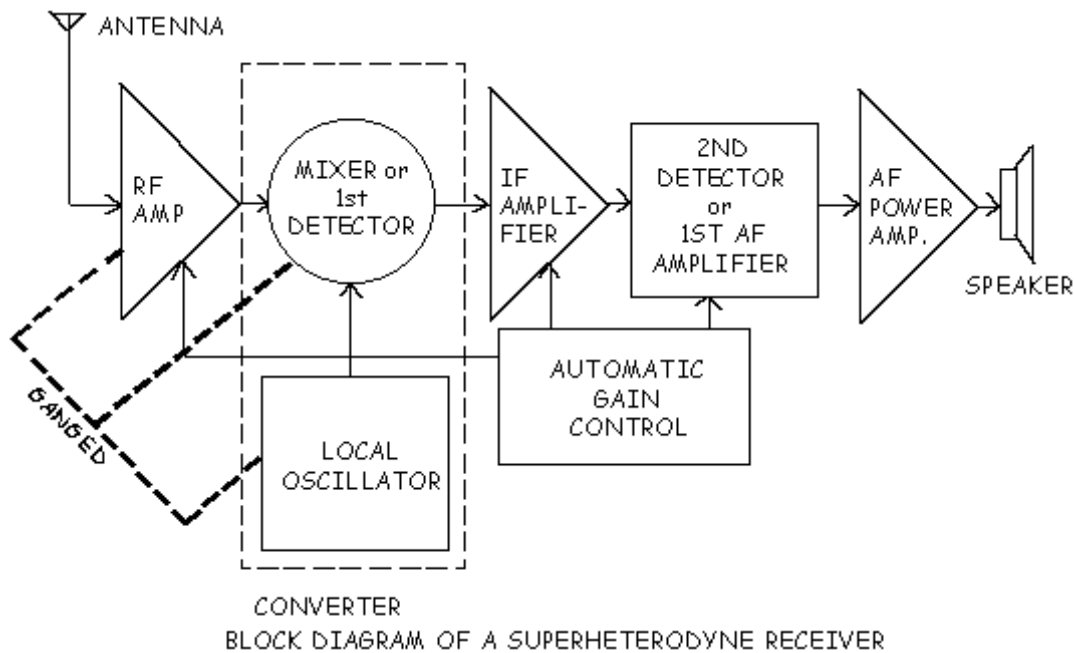 ANTENNA
RF
AMP
MIXER or
1st
DETECTOR
IF
AMPLI-
FIER
2ND
DETECTOR
or
1ST AF
AMPLIFIER
AF
POWER
AMP.
SPEAKER
GANGED
LOCAL
OSCILLATOR
AUTOMATIC
GAIN
CONTROL
CONVERTER
BLOCK DIAGRAM OF A SUPERHETERODYNE RECEIVER